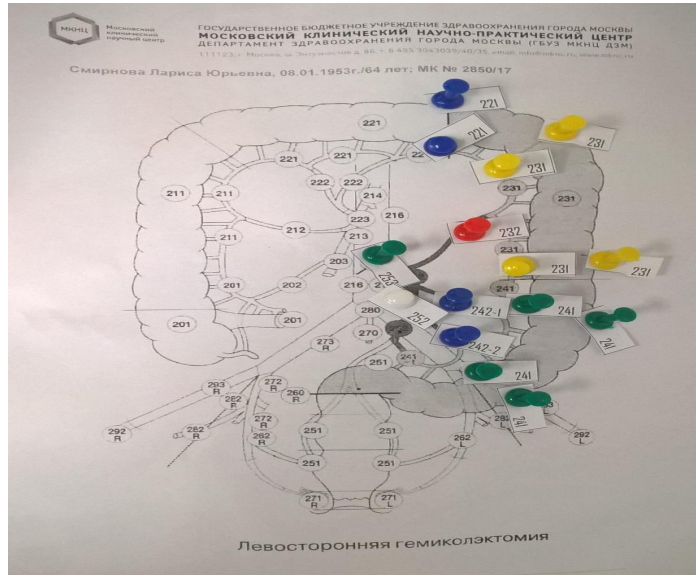 МКНЦ
Московский
клинический
научный центр
ГОСУДАРСТВЕННОЕ БЮДЖЕТНОЕ УЧРЕЖДЕНИЕ ЗДРАВООХРАНЕНИЯ ГОРОДА МОСКВЫ
МОСКОВСКИЙ КЛИНИЧЕСКИЙ НАУЧНО-ПРАКТИЧЕСКИЙ ЦЕНТР
ДЕПАРТАМЕНТ ЗДРАВООХРАНЕНИЯ ГОРОДА МОСКВЫ (ГБУЗ МКНЦ ДЗМ)
Смирнова Лариса Юрьевна, 08.01.1953г./64 лет; МК № 2850/17
221
221
221
231
221
221
231
211
211
222
222
214
231
231
223
216
212
213
232
211
231
203
253
231
231
201
202
216
241
252
242-1
241
201
201
280
270
241
273 R
242-2
251
241
241
293 R
272 R
260 R
282 R
241
292 R
282 R
272 R
262 R
251
251
262 L
292 L
251
251
271 R
271 L
Левосторонняя гемиколэктомия